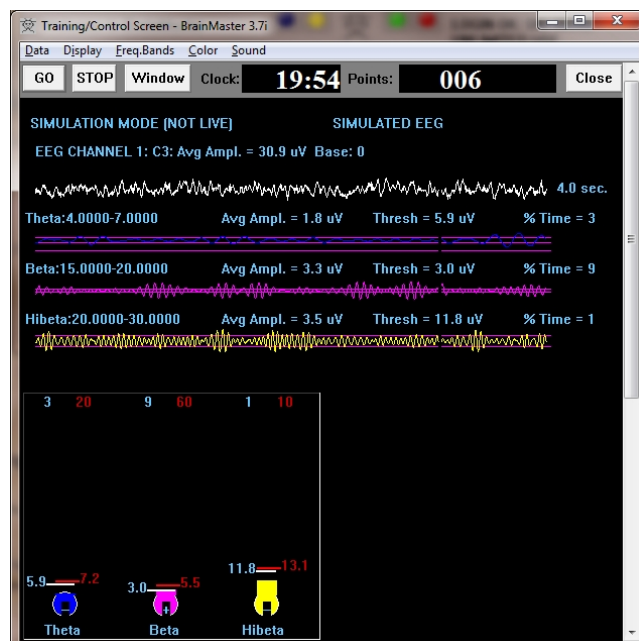 Training/Control Screen - BrainMaster 3.7i
Data Display Freq.Bands Color Sound
GO STOP Window Clock: 19:54 Points: 006 Close
SIMULATION MODE (NOT LIVE) SIMULATED EEG
EEG CHANNEL 1: C3: Avg Ampl. = 30.9 uV Base: 0
4.0 sec.
Theta:4.0000-7.0000 Avg Ampl. = 1.8 uV Thresh = 5.9 uV % Time = 3
Beta:15.0000-20.0000 Avg Ampl. = 3.3 uV Thresh = 3.0 uV % Time = 9
Hibeta:20.0000-30.0000 Avg Ampl. = 3.5 uV Thresh = 11.8 uV % Time = 1
3 20 9 60 1 10
11.8 13.1
5.9 7.2 3.0 5.5
Theta Beta Hibeta